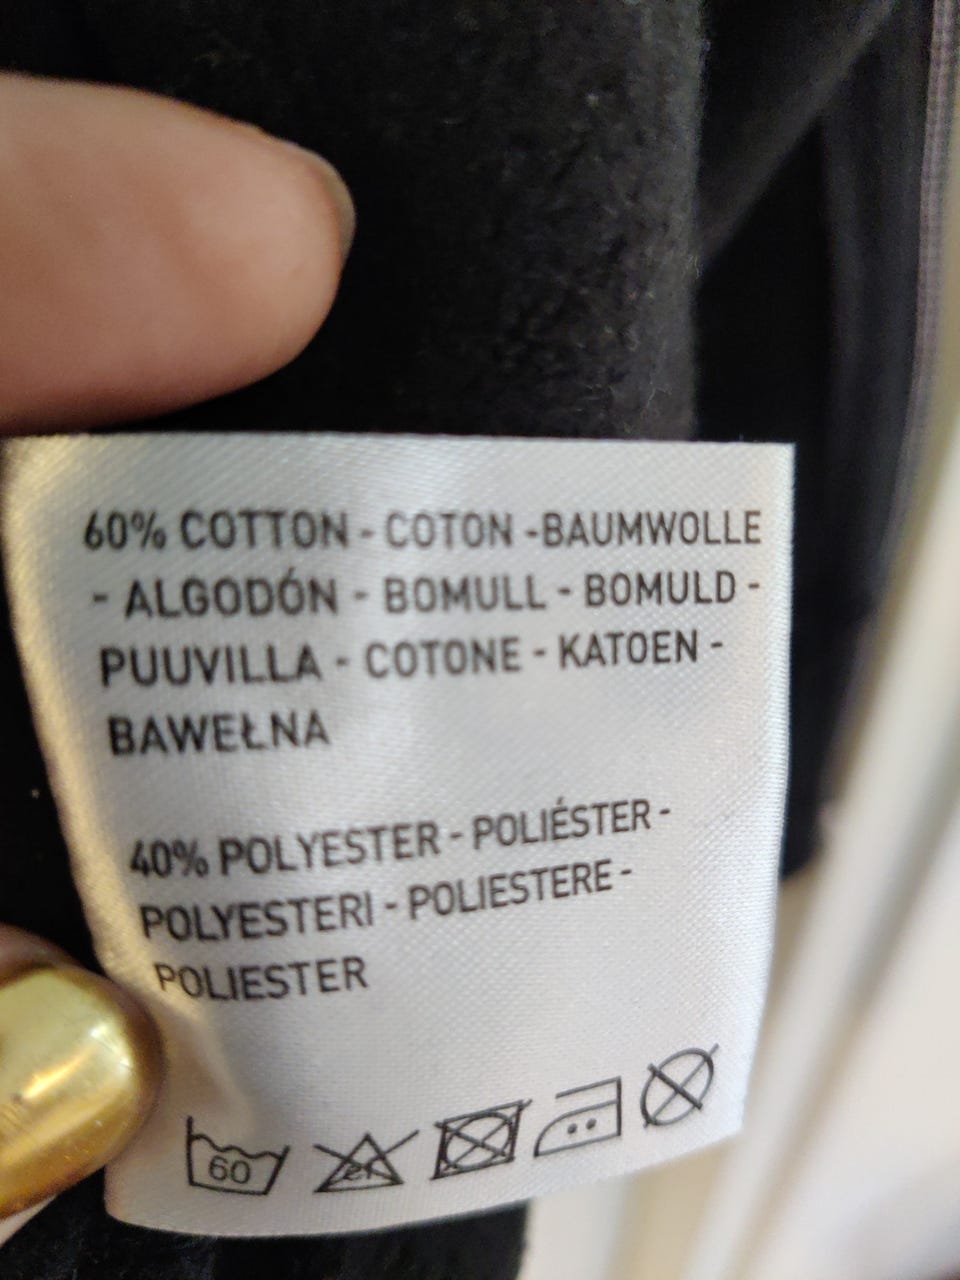 60% COTTON - COTON -BAUMWOLLE
- ALGODÓN - BOMULL - BOMULD -
PUUVILLA - COTONE - KATOEN -
BAWEŁNA
40% POLYESTER - POLIÉSTER -
POLYESTERI - POLIESTERE -
POLIESTER
60